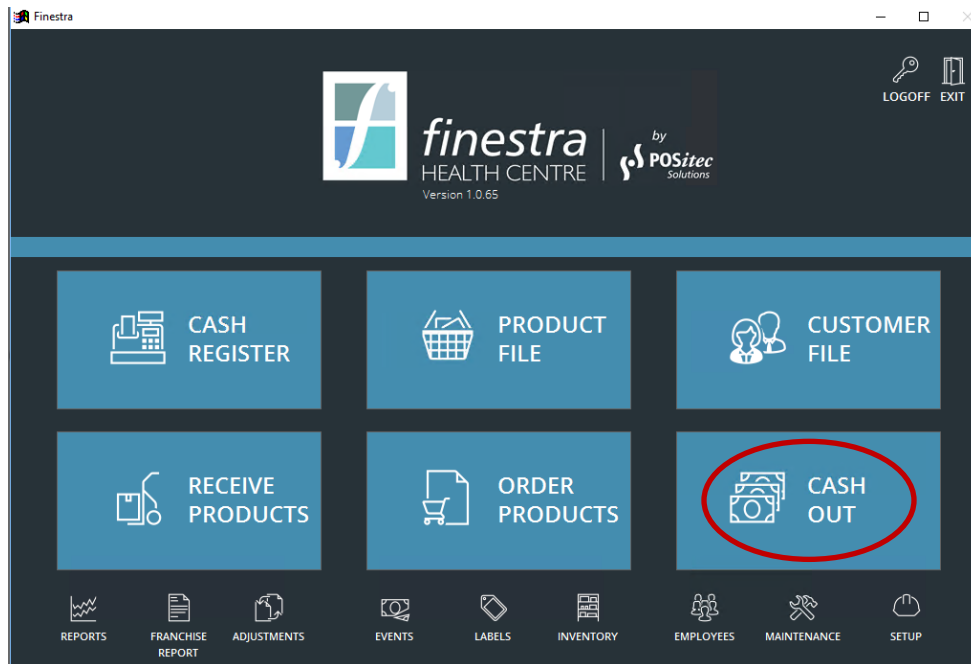 Finestra
LOGOFF EXIT
finestra
HEALTH CENTRE
Version 1.0.65
by
POSitec
Solutions
CASH
REGISTER
PRODUCT
FILE
CUSTOMER
FILE
RECEIVE
PRODUCTS
ORDER
PRODUCTS
CASH
OUT
REPORTS
FRANCHISE
REPORT
ADJUSTMENTS
EVENTS
LABELS
INVENTORY
EMPLOYEES
MAINTENANCE
SETUP